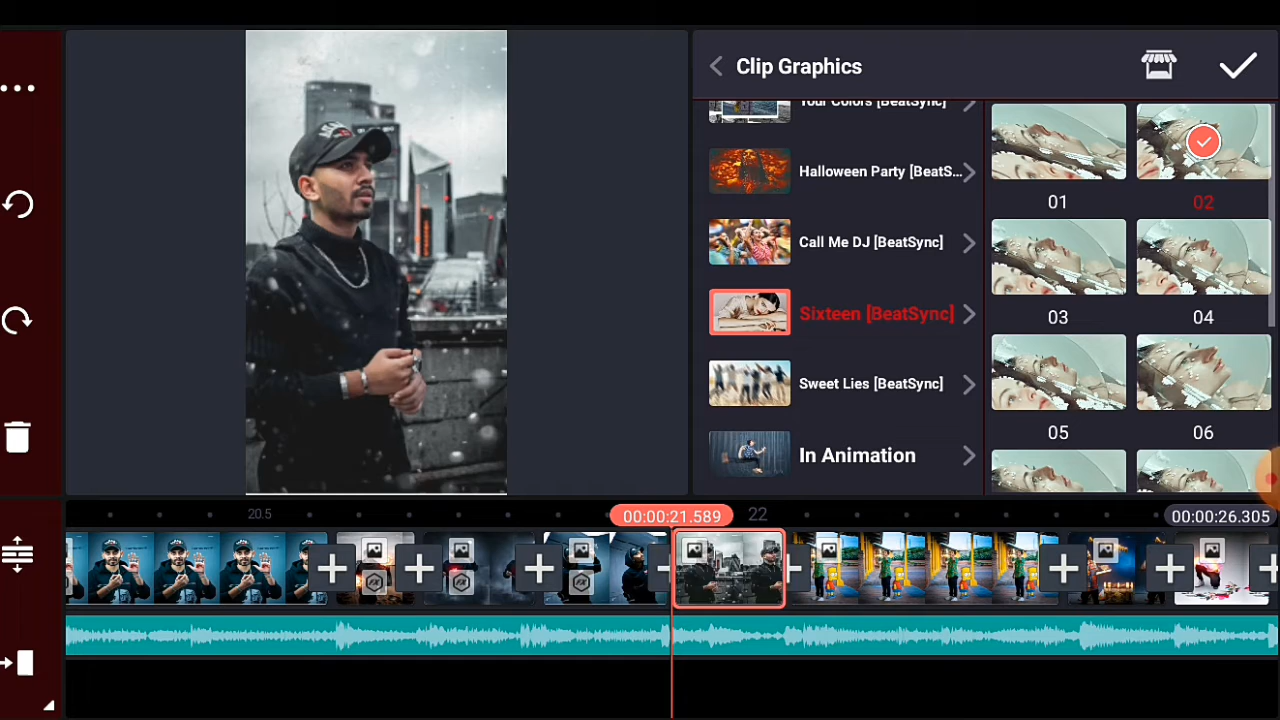 Clip Graphics
Your Colors [BeatSync]
Halloween Party [BeatS...
Call Me DJ [BeatSync]
Sixteen [BeatSync]
Sweet Lies [BeatSync]
In Animation
01
02
03
04
05
06
20.5
00:00:21.589
22
00:00:26.305